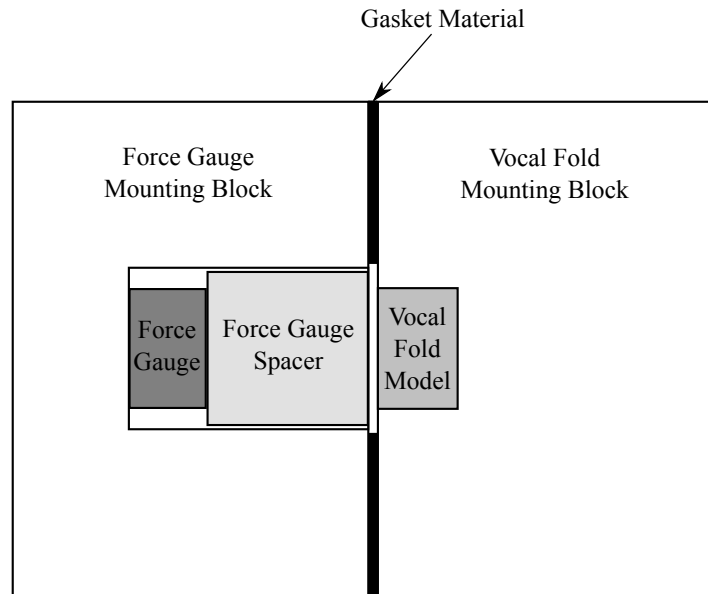 Gasket Material
Force Gauge
Mounting Block
Vocal Fold
Mounting Block
Force
Gauge
Force Gauge
Spacer
Vocal
Fold
Model